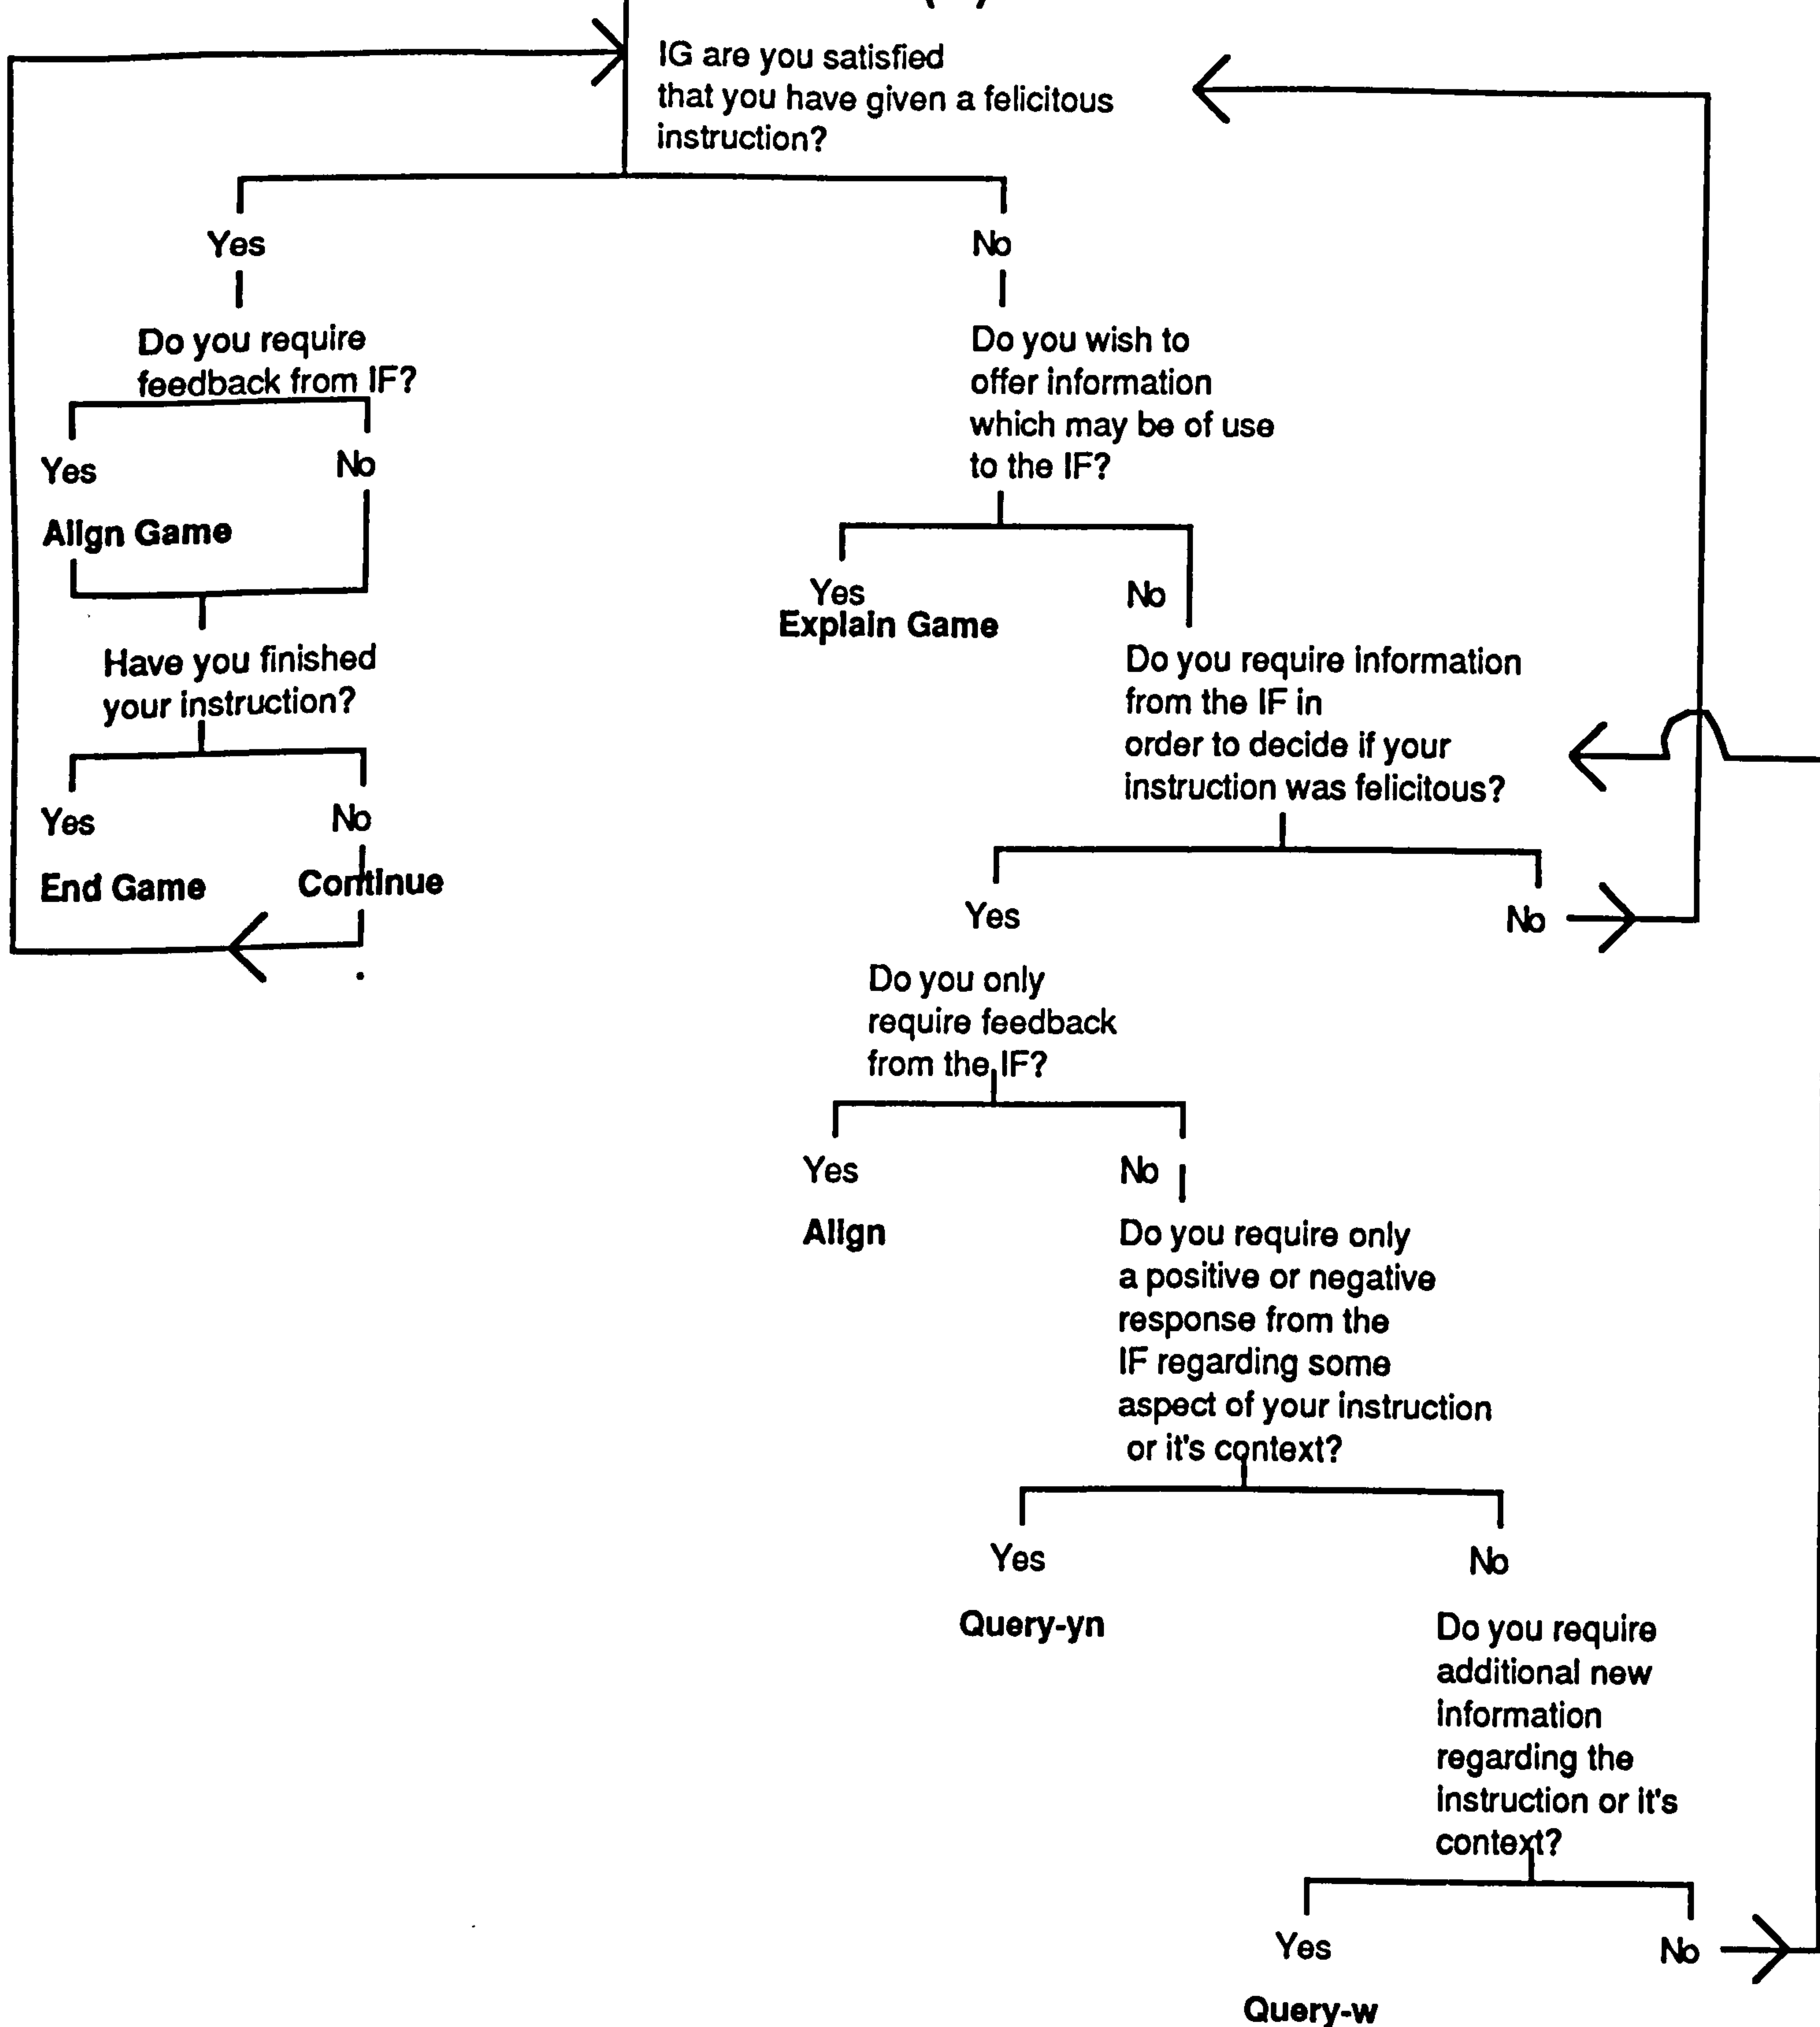 IG are you satisfied
that you have given a felicitous
instruction?
Yes
No
Do you require
feedback from IF?
Yes
No
Align Game
Have you finished
your instruction?
Yes
No
End Game
Continue
Do you wish to
offer information
which may be of use
to the IF?
Yes
No
Explain Game
Do you require information
from the IF in
order to decide if your
instruction was felicitous?
Yes
No
Do you only
require feedback
from the IF?
Yes
No
Align
Do you require only
a positive or negative
response from the
IF regarding some
aspect of your instruction
or it's context?
Yes
No
Query-yn
Do you require
additional new
information
regarding the
instruction or it's
context?
Yes
No
Query-w